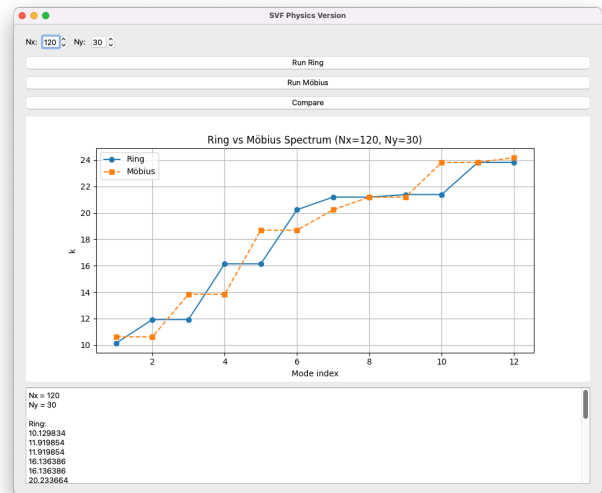 SVF Physics Version
Nx: 120 Ny: 30
Run Ring
Run Möbius
Compare
Ring vs Möbius Spectrum (Nx=120, Ny=30)
Ring
Möbius
24
22
20
18
16
14
12
10
k
2 4 6 8 10 12
Mode index
Nx = 120
Ny = 30
Ring:
10.129834
11.919854
11.919854
16.136386
16.136386
20.233664